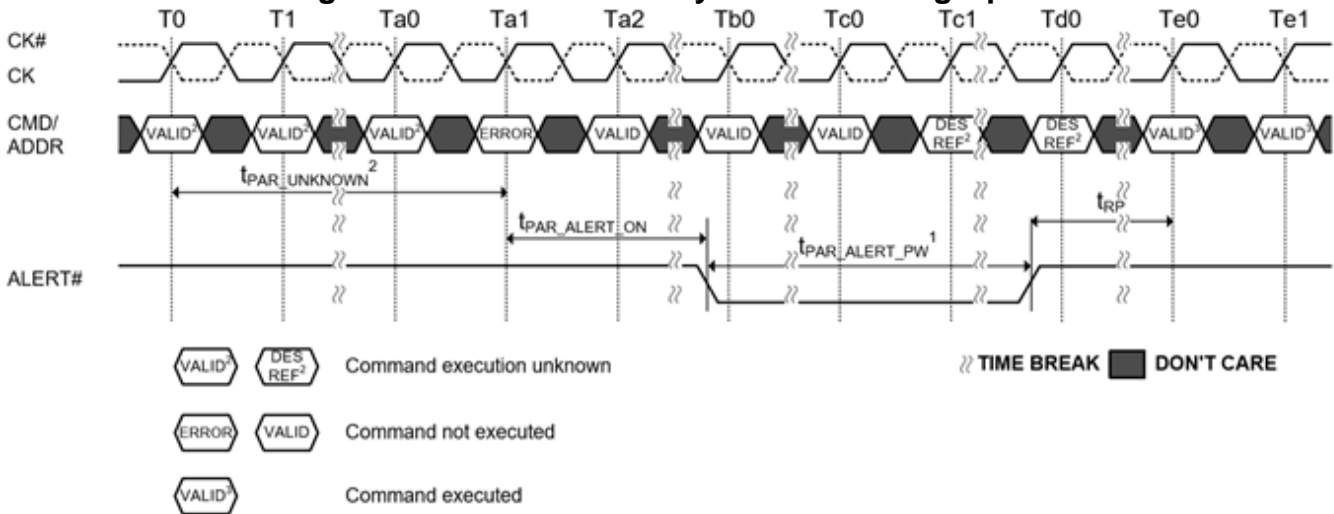 T0 T1 Ta0 Ta1 Ta2 Tb0 Tc0 Tc1 Td0 Te0 Te1
CK#
CK
CMD/
ADDR
VALID² VALID² VALID² ERROR VALID VALID VALID DES REF² DES REF² VALID³ VALID³
tPAR_UNKNOWN²
tPAR_ALERT_ON
tPAR_ALERT_PW¹
tRP
ALERT#
VALID² DES REF² Command execution unknown
TIME BREAK DON'T CARE
ERROR VALID Command not executed
VALID³ Command executed